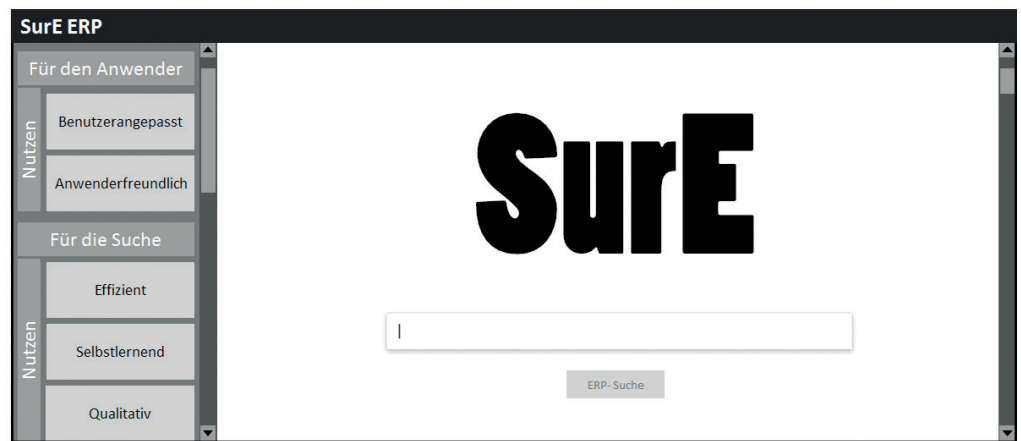 SurE ERP
Für den Anwender
Nutzen
Benutzerangepasst
Anwenderfreundlich
Für die Suche
Nutzen
Effizient
Selbstlernend
Qualitativ
SurE
ERP- Suche